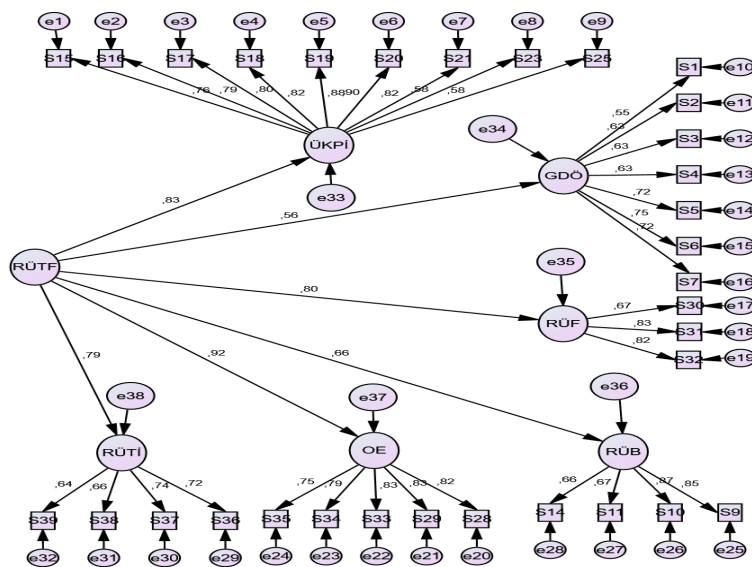 e1 e2 e3 e4 e5 e6 e7 e8 e9
S15 S16 S17 S18 S19 S20 S21 S23 S25
,76 ,79 ,80 ,82 ,88 ,90 ,82 ,58 ,58
ÜKPİ
e33
,83
S1 e10
S2 e11
S3 e12
S4 e13
S5 e14
S6 e15
S7 e16
,55
,63
,63
,63
,72
,75
,72
e34
GDÖ
,56
RÜTF
e35
,80
RÜF
,67 S30 e17
,83 S31 e18
,82 S32 e19
,79
,92
,66
e38
e37
e36
RÜTİ
OE
RÜB
,64 ,66 ,74 ,72
,75 ,79 ,83 ,83 ,82
,66 ,67 ,87 ,85
S39 S38 S37 S36
S35 S34 S33 S29 S28
S14 S11 S10 S9
e32 e31 e30 e29
e24 e23 e22 e21 e20
e28 e27 e26 e25